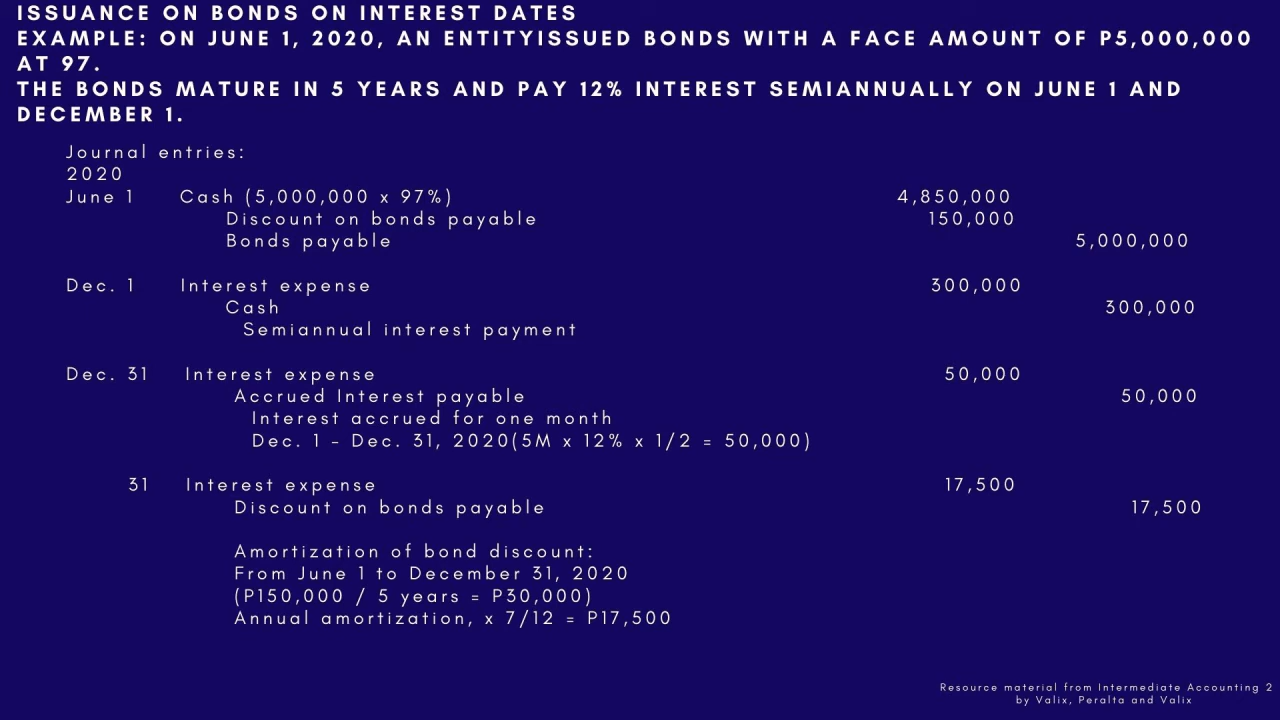 ISSUANCE ON BONDS ON INTEREST DATES
EXAMPLE: ON JUNE 1, 2020, AN ENTITYISSUED BONDS WITH A FACE AMOUNT OF P5,000,000
AT 97.
THE BONDS MATURE IN 5 YEARS AND PAY 12% INTEREST SEMIANNUALLY ON JUNE 1 AND
DECEMBER 1.
Journal entries:
2020
June 1 Cash (5,000,000 x 97%) 4,850,000
Discount on bonds payable 150,000
Bonds payable 5,000,000
Dec. 1 Interest expense 300,000
Cash 300,000
Semiannual interest payment
Dec. 31 Interest expense 50,000
Accrued Interest payable 50,000
Interest accrued for one month
Dec. 1 - Dec. 31, 2020(5M x 12% x 1/2 = 50,000)
31 Interest expense 17,500
Discount on bonds payable 17,500
Amortization of bond discount:
From June 1 to December 31, 2020
(P150,000 / 5 years = P30,000)
Annual amortization, x 7/12 = P17,500
Resource material from Intermediate Accounting 2
by Valix, Peralta and Valix